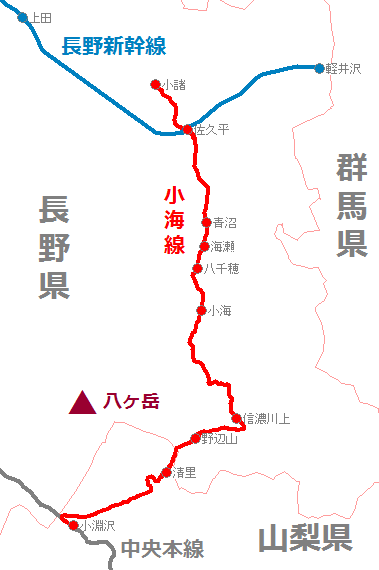 上田
長野新幹線
軽井沢
小諸
佐久平
群馬県
長野県
小海線
青沼
海瀬
八千穂
小海
八ヶ岳
信濃川上
野辺山
清里
小淵沢
中央本線
山梨県